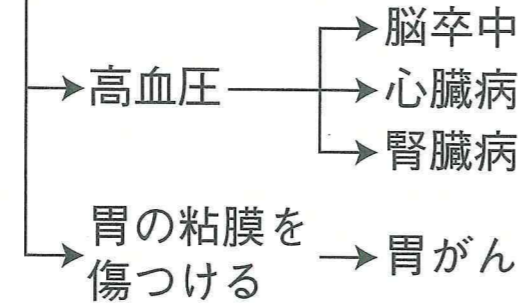 脳卒中
高血圧
心臓病
腎臓病
胃の粘膜を
傷つける
胃がん